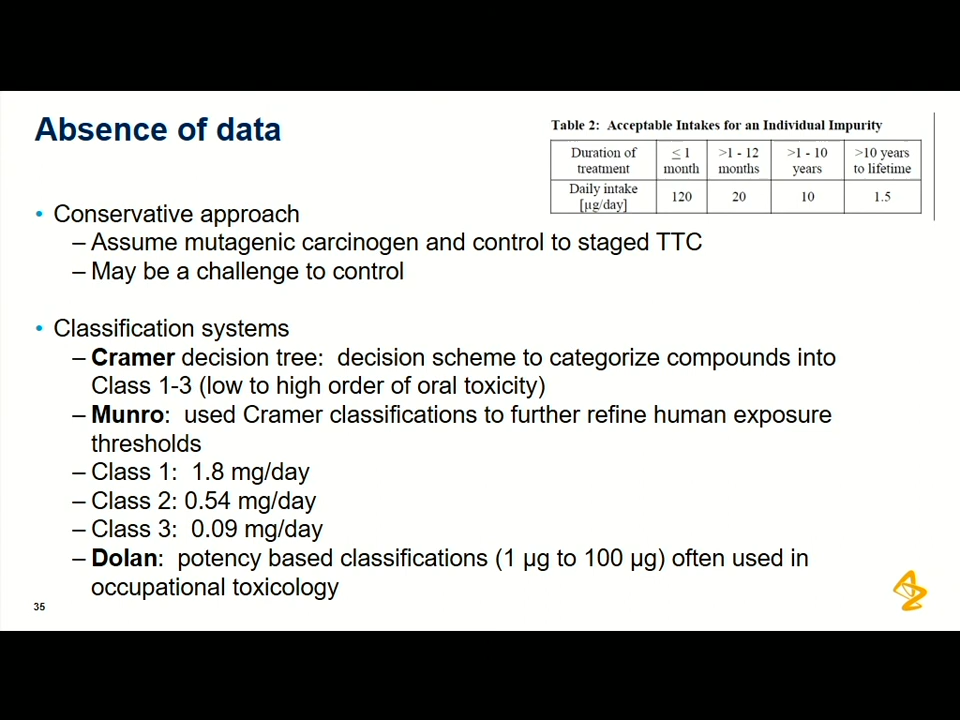 Absence of data
Table 2: Acceptable Intakes for an Individual Impurity
Duration of treatment ≤ 1 month >1 - 12 months >1 - 10 years >10 years to lifetime
Daily intake [µg/day] 120 20 10 1.5
• Conservative approach
– Assume mutagenic carcinogen and control to staged TTC
– May be a challenge to control
• Classification systems
– Cramer decision tree: decision scheme to categorize compounds into
Class 1-3 (low to high order of oral toxicity)
– Munro: used Cramer classifications to further refine human exposure
thresholds
– Class 1: 1.8 mg/day
– Class 2: 0.54 mg/day
– Class 3: 0.09 mg/day
– Dolan: potency based classifications (1 µg to 100 µg) often used in
occupational toxicology
35